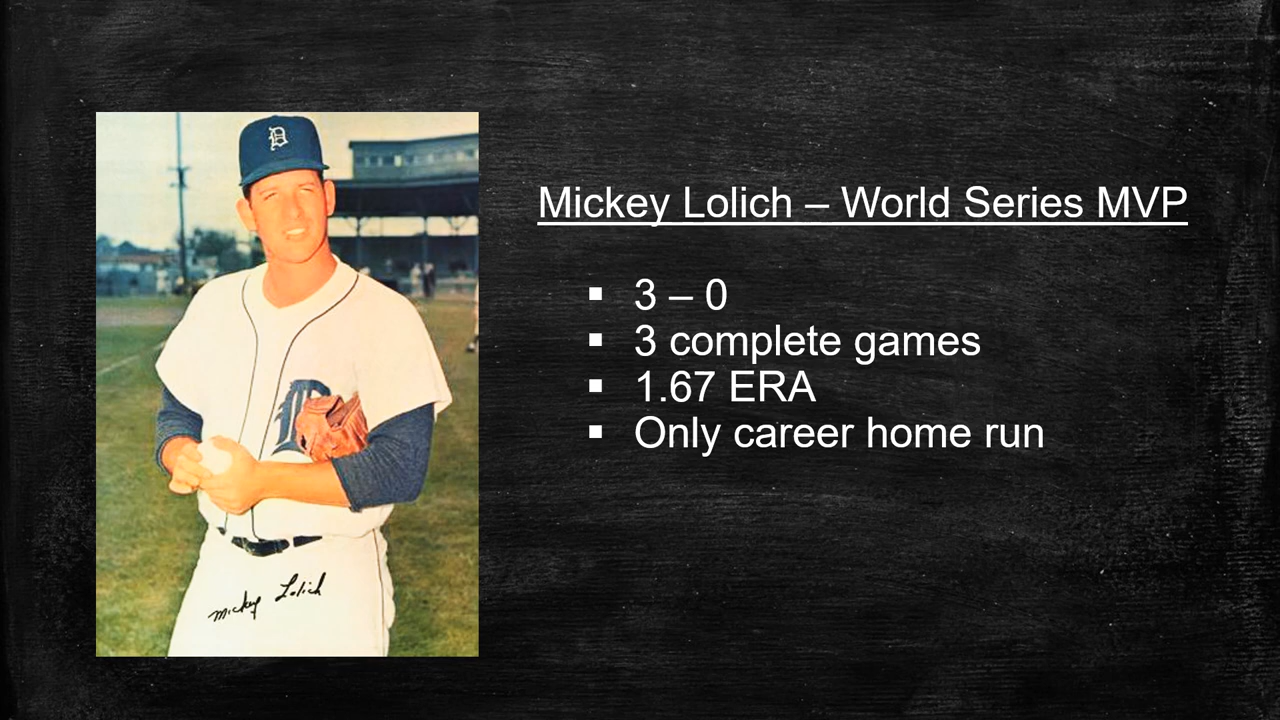 Mickey Lolich – World Series MVP
▪ 3 – 0
▪ 3 complete games
▪ 1.67 ERA
▪ Only career home run
D
D
Mickey Lolich